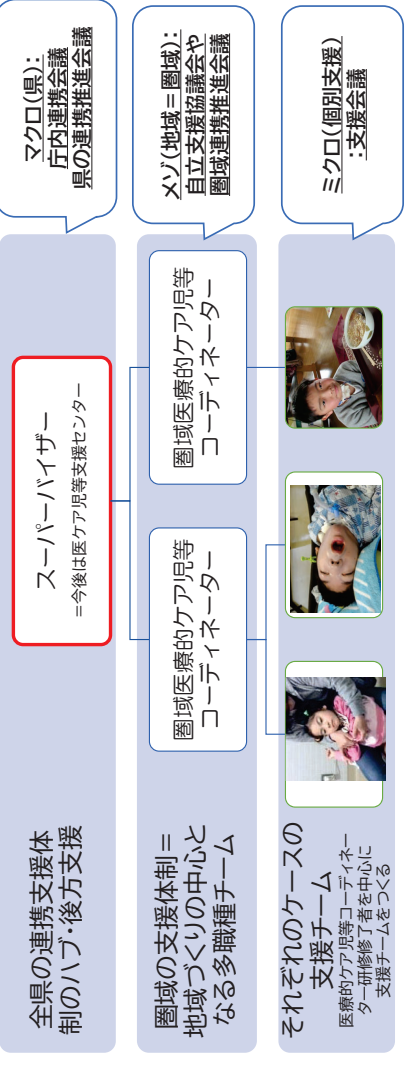 全県の連携支援体
制のハブ・後方支援
スーパーバイザー
=今後は医ケア児等支援センター
マクロ(県):
庁内連携会議
県の連携推進会議
圏域の支援体制=
地域づくりの中心と
なる多職種チーム
圏域医療的ケア児等
コーディネーター
圏域医療的ケア児等
コーディネーター
メゾ(地域=圏域):
自立支援協議会や
圏域連携推進会議
それぞれのケースの
支援チーム
医療的ケア児等コーディネー
ター研修修了者を中心に
支援チームをつくる
ミクロ(個別支援)
:支援会議